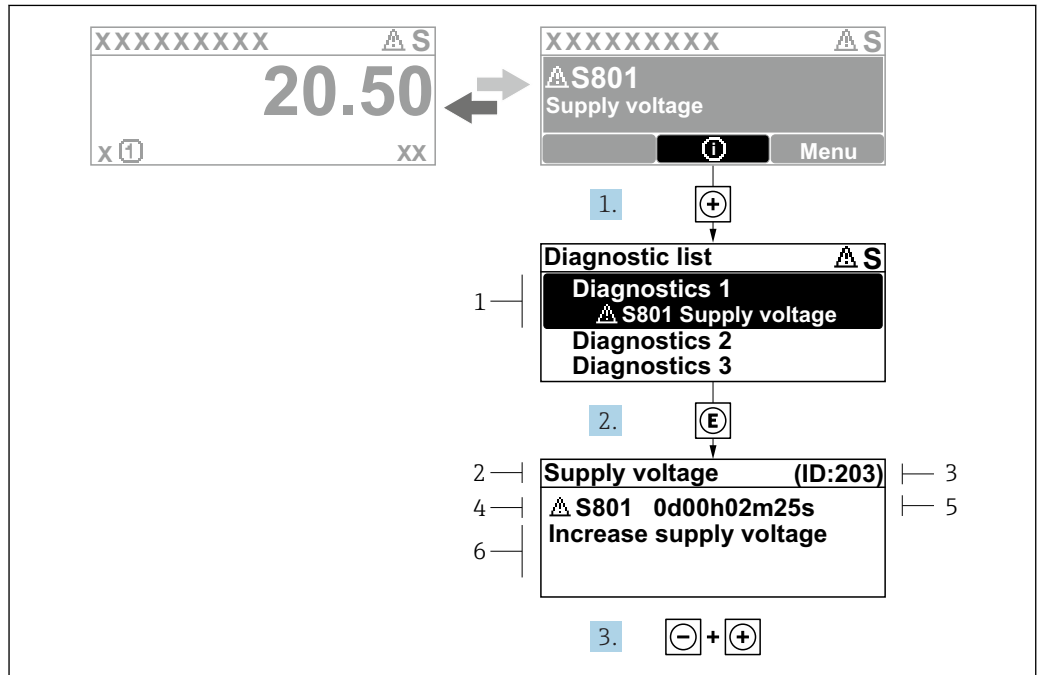 XXXXXXXXX ⚠ S
20.50
x ① xx
XXXXXXXXX ⚠ S
⚠ S801
Supply voltage
ⓘ Menu
1. +
Diagnostic list ⚠ S
1
Diagnostics 1
⚠ S801 Supply voltage
Diagnostics 2
Diagnostics 3
2. E
2 Supply voltage (ID:203) 3
4 ⚠ S801 0d00h02m25s 5
6 Increase supply voltage
3. − + +